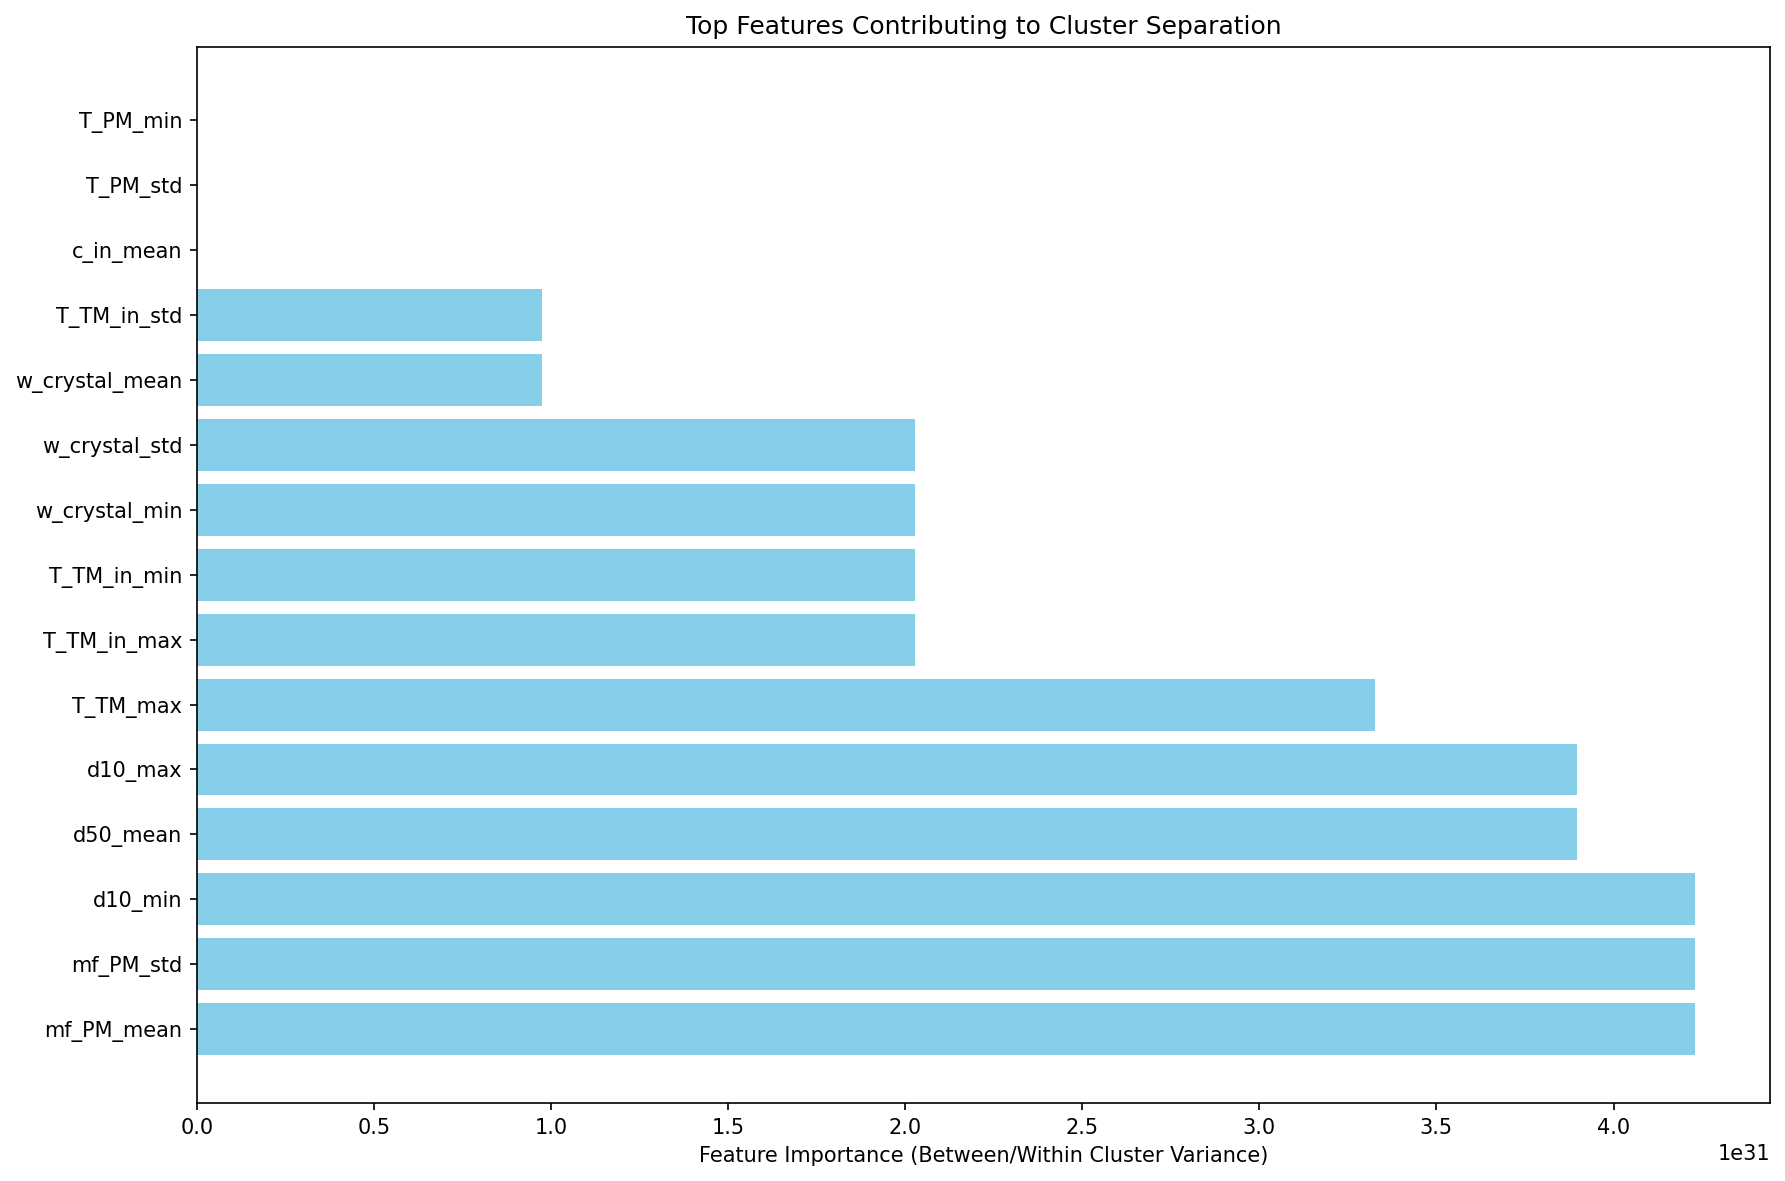 Top Features Contributing to Cluster Separation
T_PM_min
T_PM_std
c_in_mean
T_TM_in_std
w_crystal_mean
w_crystal_std
w_crystal_min
T_TM_in_min
T_TM_in_max
T_TM_max
d10_max
d50_mean
d10_min
mf_PM_std
mf_PM_mean
0.0 0.5 1.0 1.5 2.0 2.5 3.0 3.5 4.0
1e31
Feature Importance (Between/Within Cluster Variance)